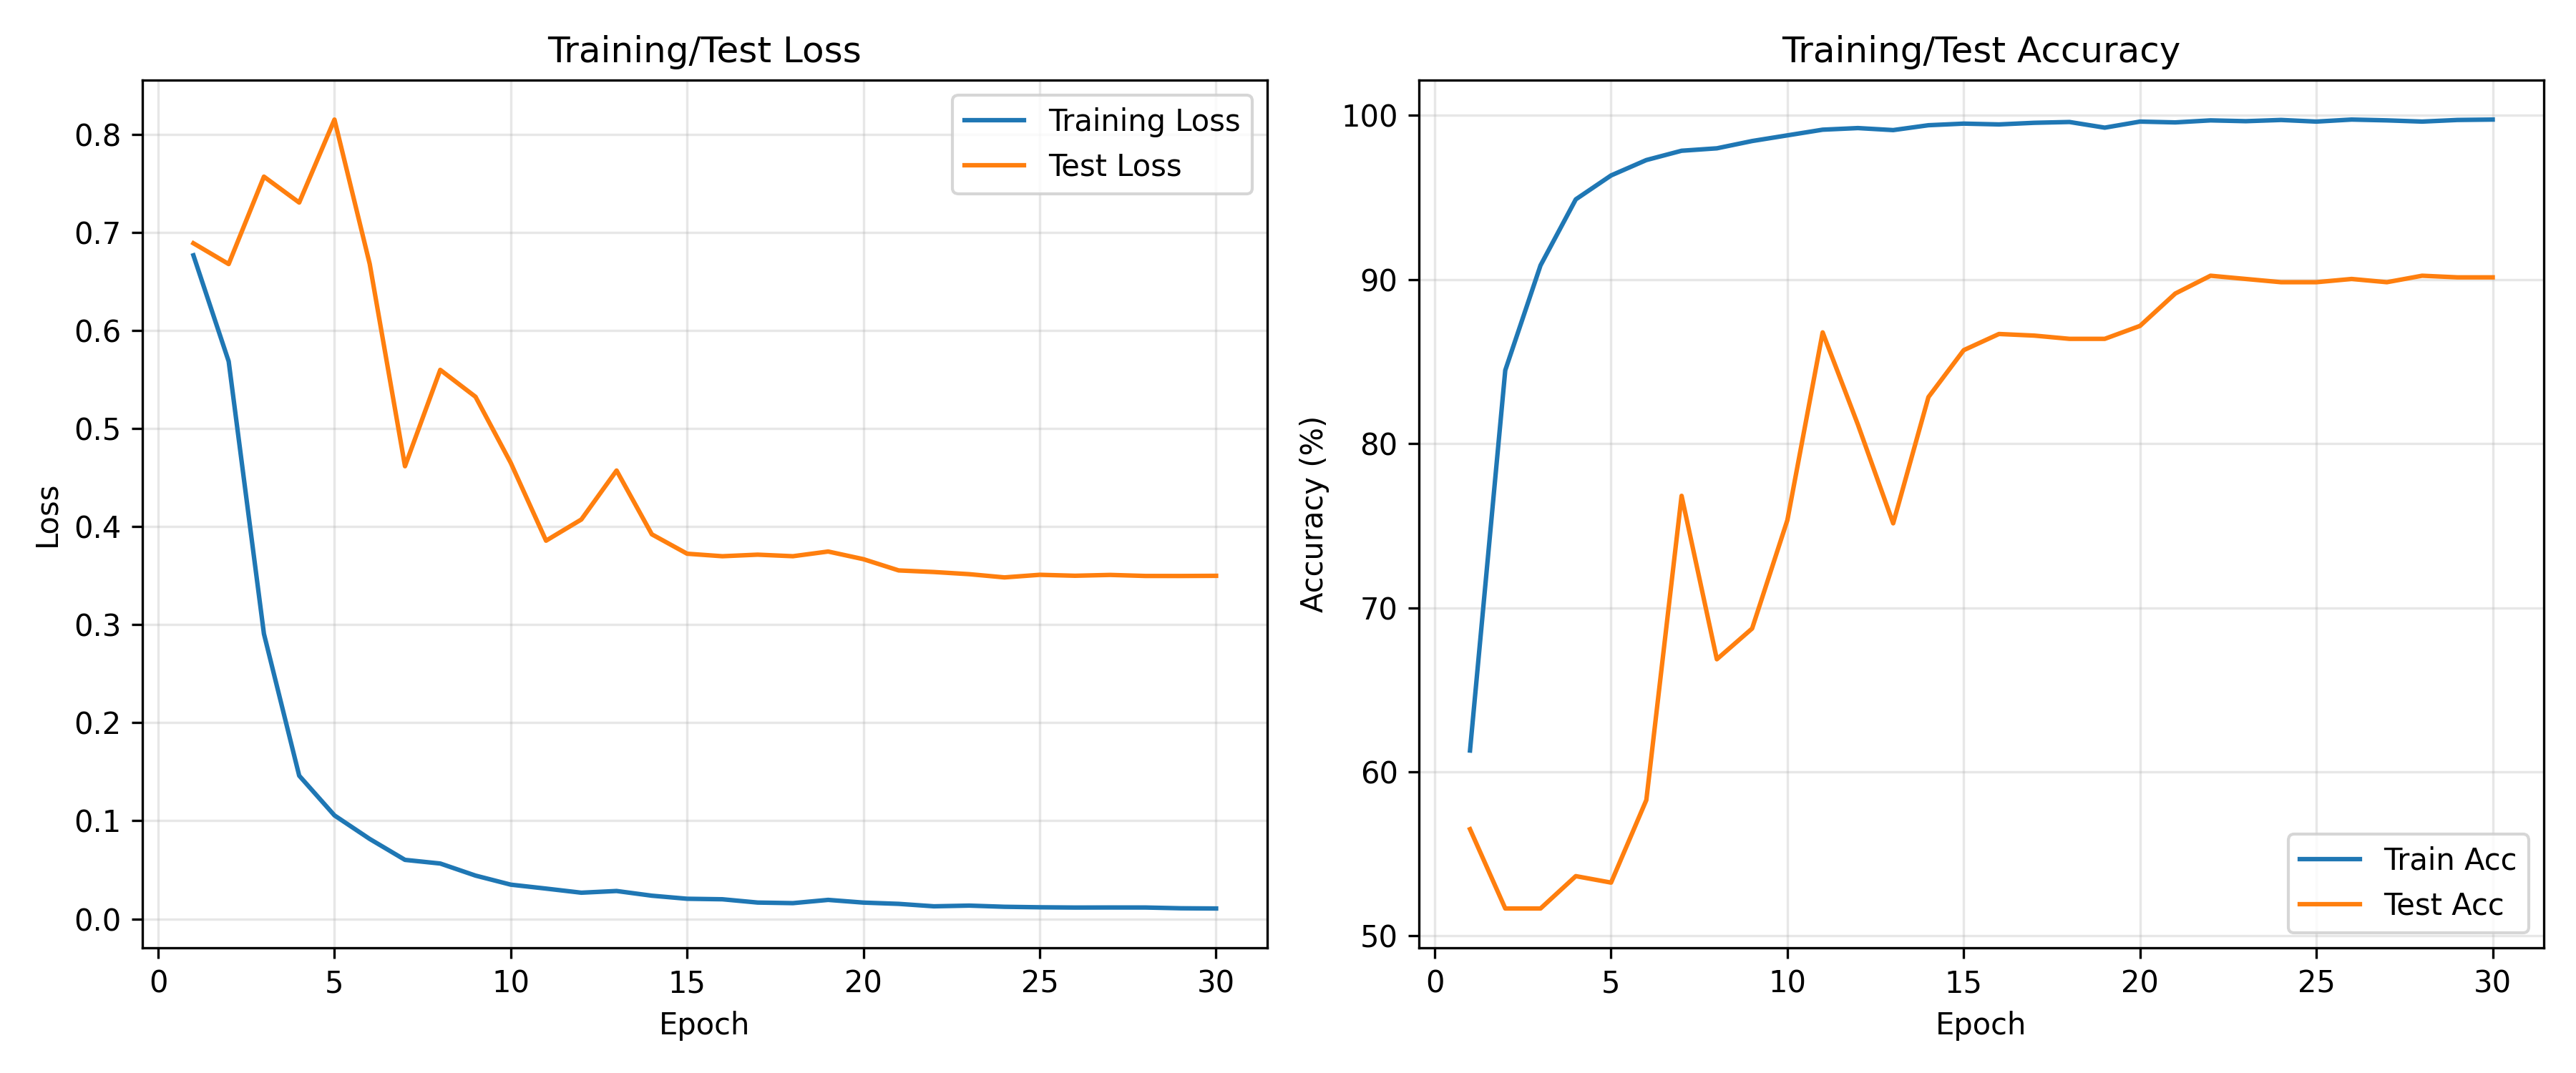 Training/Test Loss
Loss
0.8
0.7
0.6
0.5
0.4
0.3
0.2
0.1
0.0
Training Loss
Test Loss
0 5 10 15 20 25 30
Epoch
Training/Test Accuracy
Accuracy (%)
100
90
80
70
60
50
Train Acc
Test Acc
0 5 10 15 20 25 30
Epoch